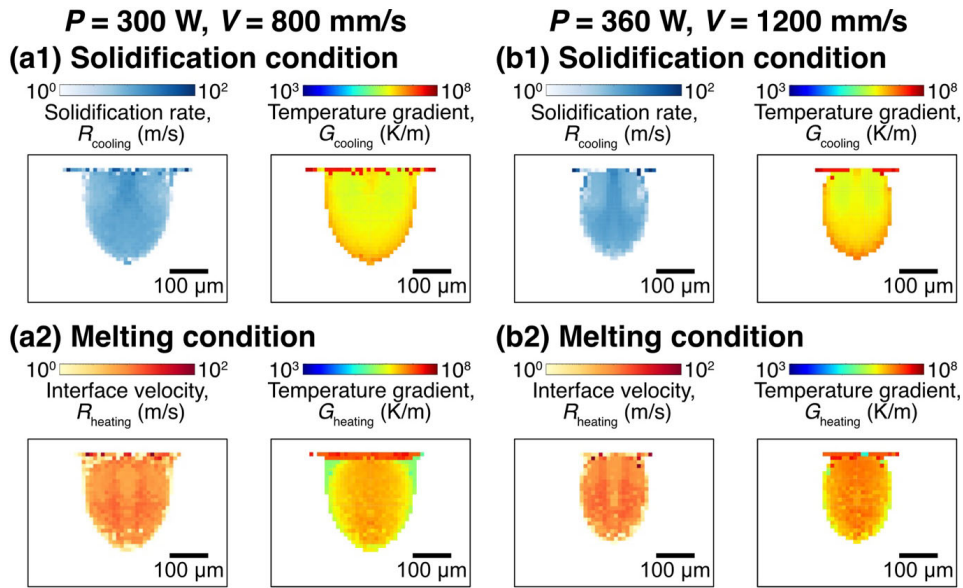 P = 300 W, V = 800 mm/s
P = 360 W, V = 1200 mm/s
(a1) Solidification condition
(b1) Solidification condition
10⁰ 10² 10³ 10⁸
Solidification rate, Temperature gradient,
R_cooling (m/s) G_cooling (K/m)
100 µm 100 µm
10⁰ 10² 10³ 10⁸
Solidification rate, Temperature gradient,
R_cooling (m/s) G_cooling (K/m)
100 µm 100 µm
(a2) Melting condition
(b2) Melting condition
10⁰ 10² 10³ 10⁸
Interface velocity, Temperature gradient,
R_heating (m/s) G_heating (K/m)
100 µm 100 µm
10⁰ 10² 10³ 10⁸
Interface velocity, Temperature gradient,
R_heating (m/s) G_heating (K/m)
100 µm 100 µm